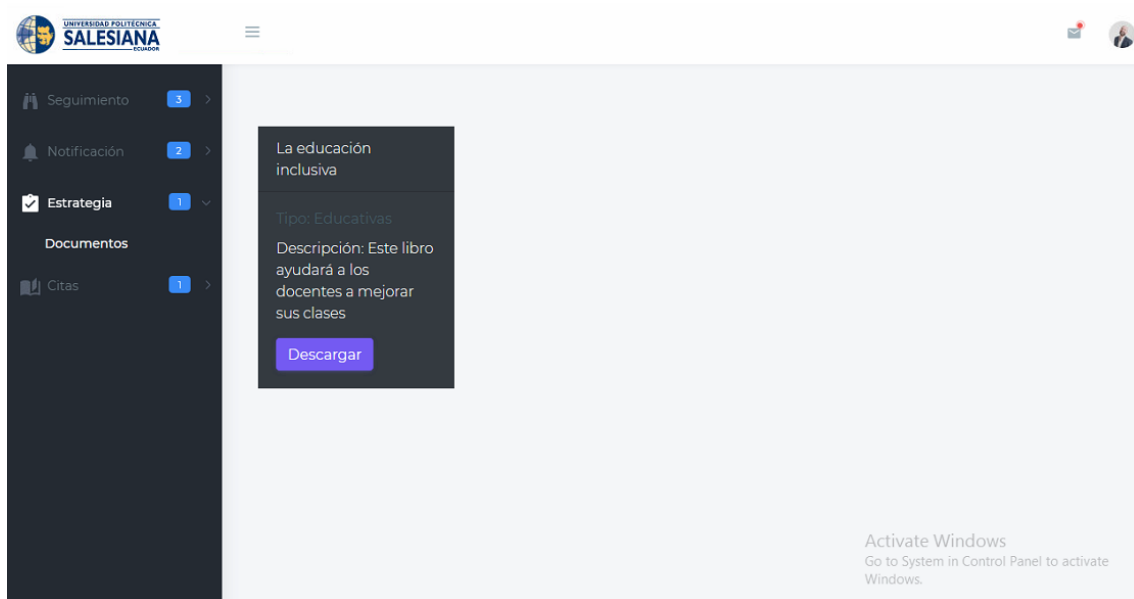 UNIVERSIDAD POLITÉCNICA
SALESIANA
ECUADOR
Seguimiento 3
Notificación 2
Estrategia 1
Documentos
Citas 1
La educación
inclusiva
Tipo: Educativas
Descripción: Este libro
ayudará a los
docentes a mejorar
sus clases
Descargar
Activate Windows
Go to System in Control Panel to activate
Windows.